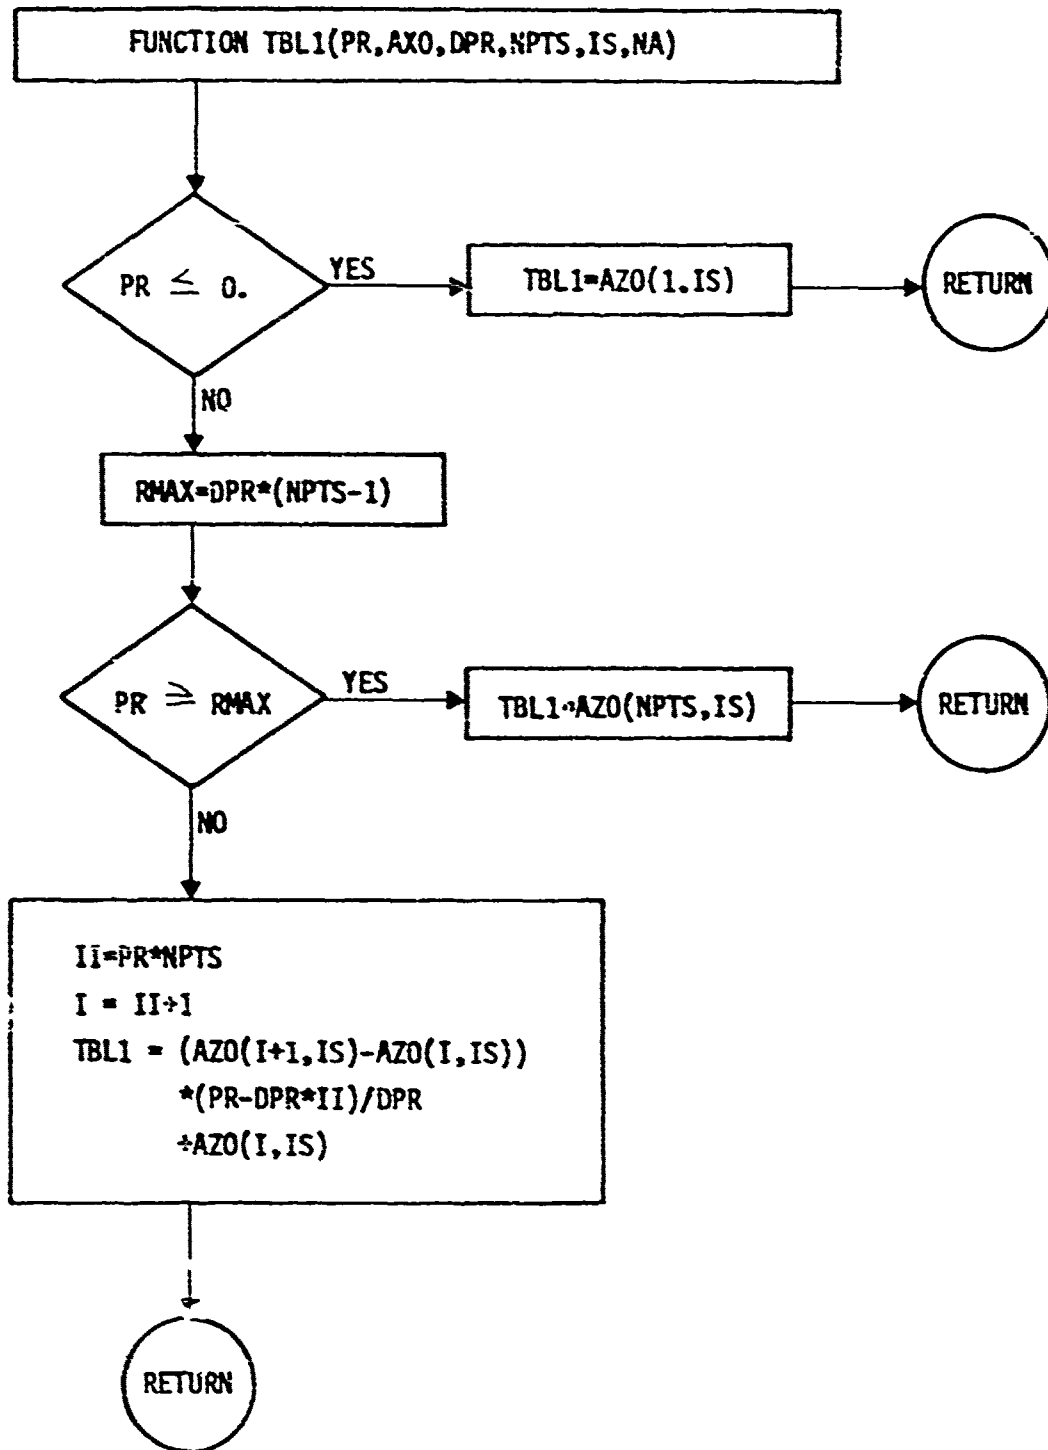 FUNCTION TBL1(PR,AXO,DPR,NPTS,IS,NA)
PR ≤ 0.
YES
TBL1=AZO(1.IS)
RETURN
NO
RMAX=DPR*(NPTS-1)
PR ≥ RMAX
YES
TBL1=AZO(NPTS,IS)
RETURN
NO
II=PR*NPTS
I = II+1
TBL1 = (AZO(I+1,IS)-AZO(I,IS))
*(PR-DPR*II)/DPR
+AZO(I,IS)
RETURN